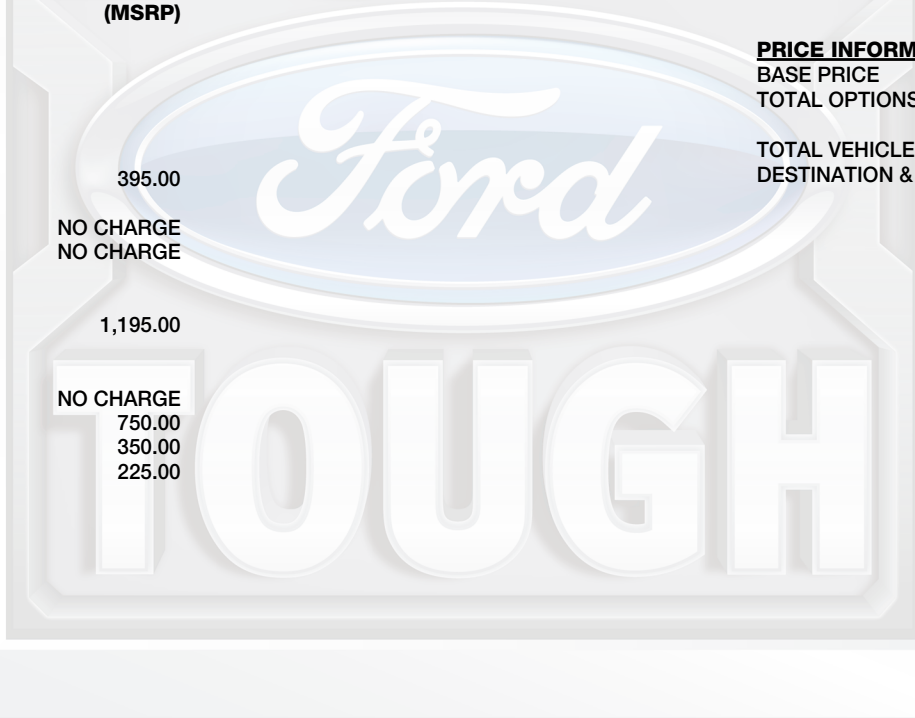 (MSRP)
395.00
NO CHARGE
NO CHARGE
1,195.00
NO CHARGE
750.00
350.00
225.00
PRICE INFORM
BASE PRICE
TOTAL OPTIONS
TOTAL VEHICLE
DESTINATION &
Ford
TOUGH